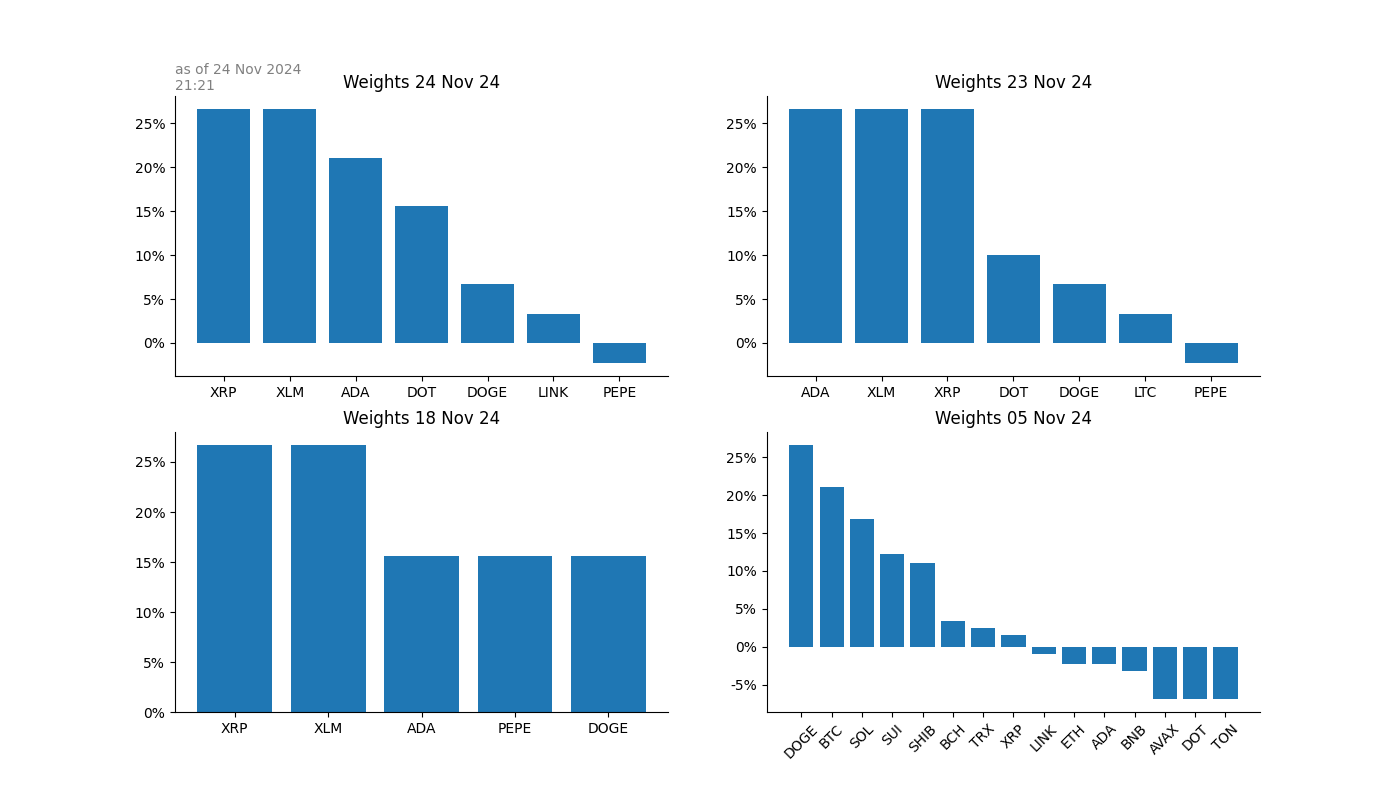 as of 24 Nov 2024
21:21
Weights 24 Nov 24
25%
20%
15%
10%
5%
0%
XRP XLM ADA DOT DOGE LINK PEPE
Weights 23 Nov 24
25%
20%
15%
10%
5%
0%
ADA XLM XRP DOT DOGE LTC PEPE
Weights 18 Nov 24
25%
20%
15%
10%
5%
0%
XRP XLM ADA PEPE DOGE
Weights 05 Nov 24
25%
20%
15%
10%
5%
0%
-5%
DOGE BTC SOL SUI SHIB BCH TRX XRP LINK ETH ADA BNB AVAX DOT TON